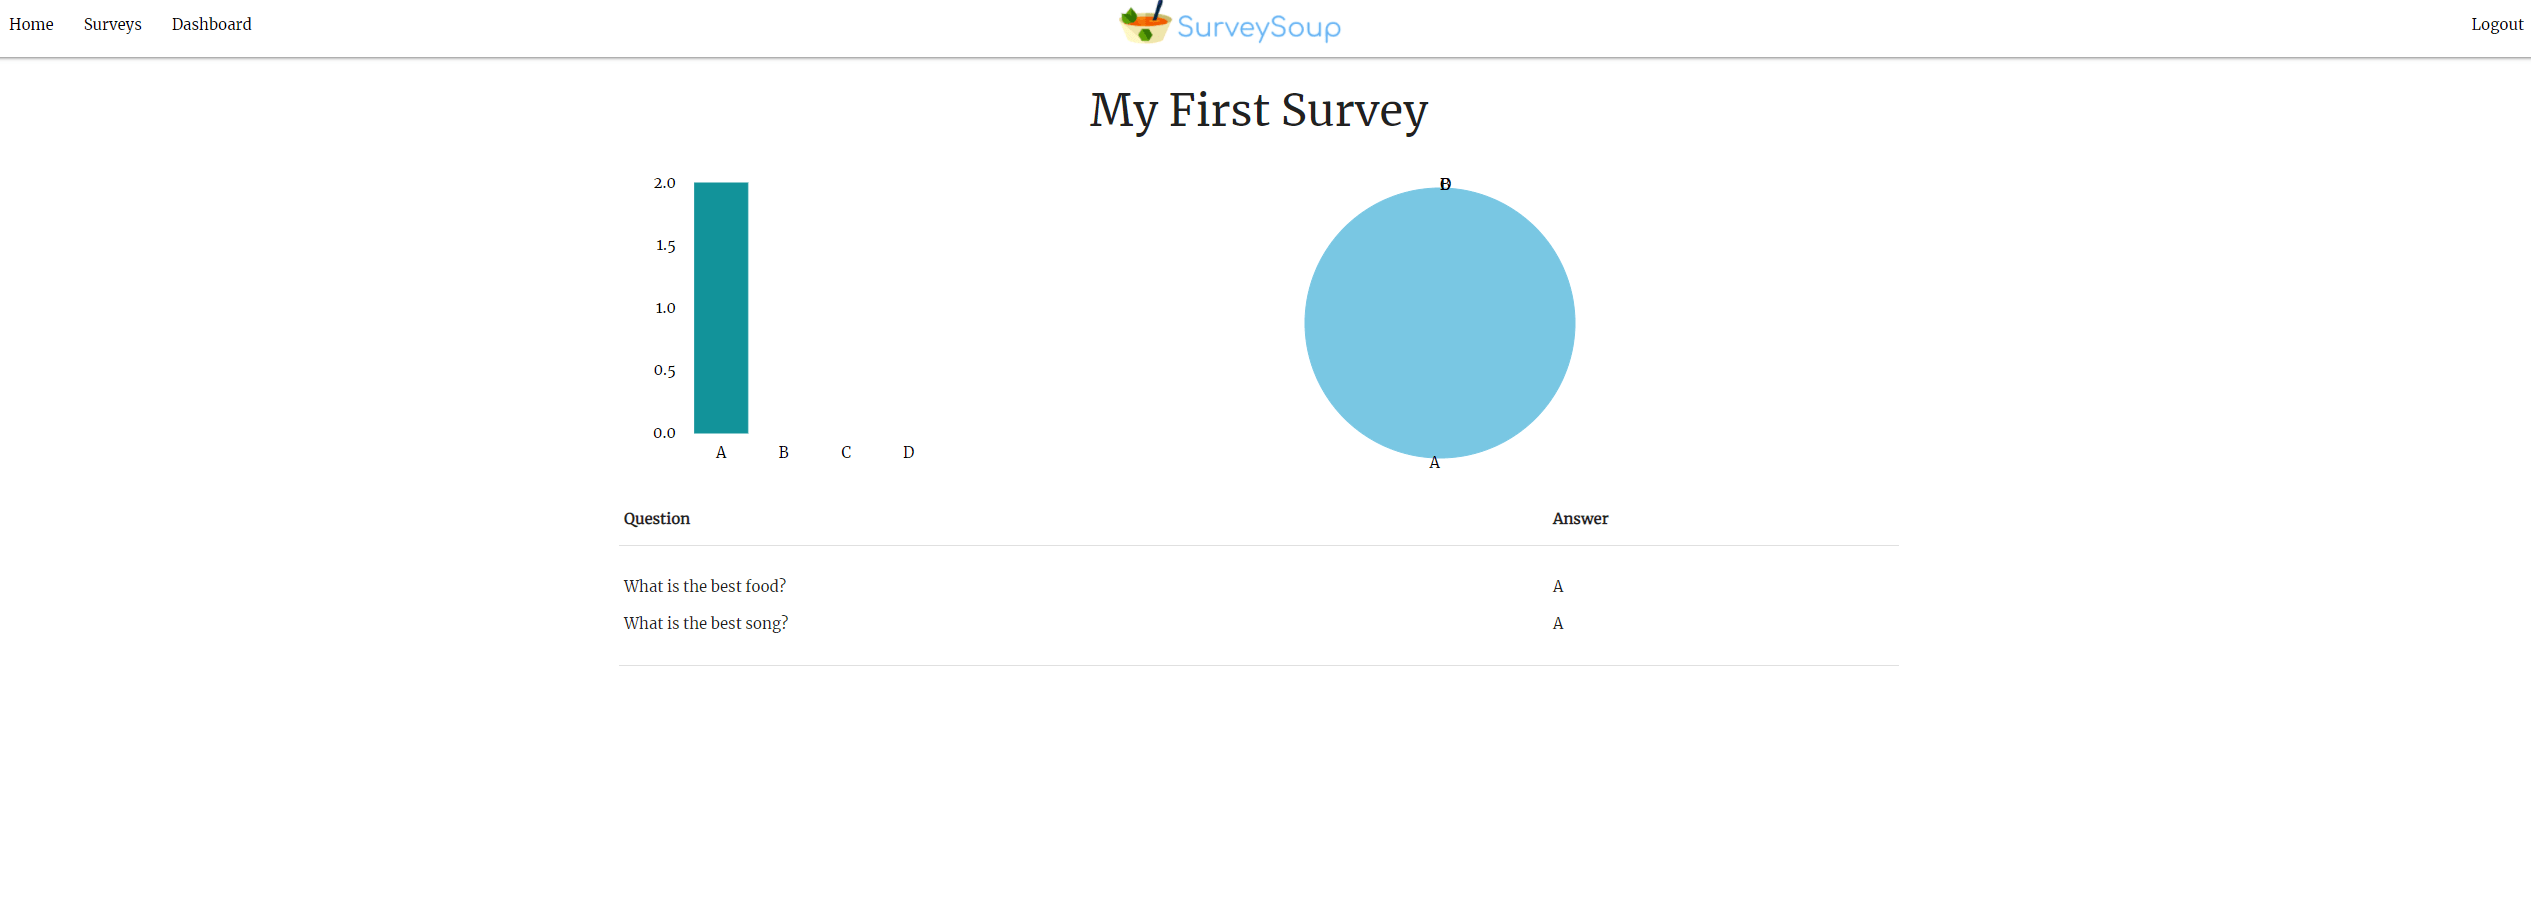 Home Surveys Dashboard SurveySoup Logout
My First Survey
2.0
1.5
1.0
0.5
0.0
A B C D
D
A
Question Answer
What is the best food? A
What is the best song? A